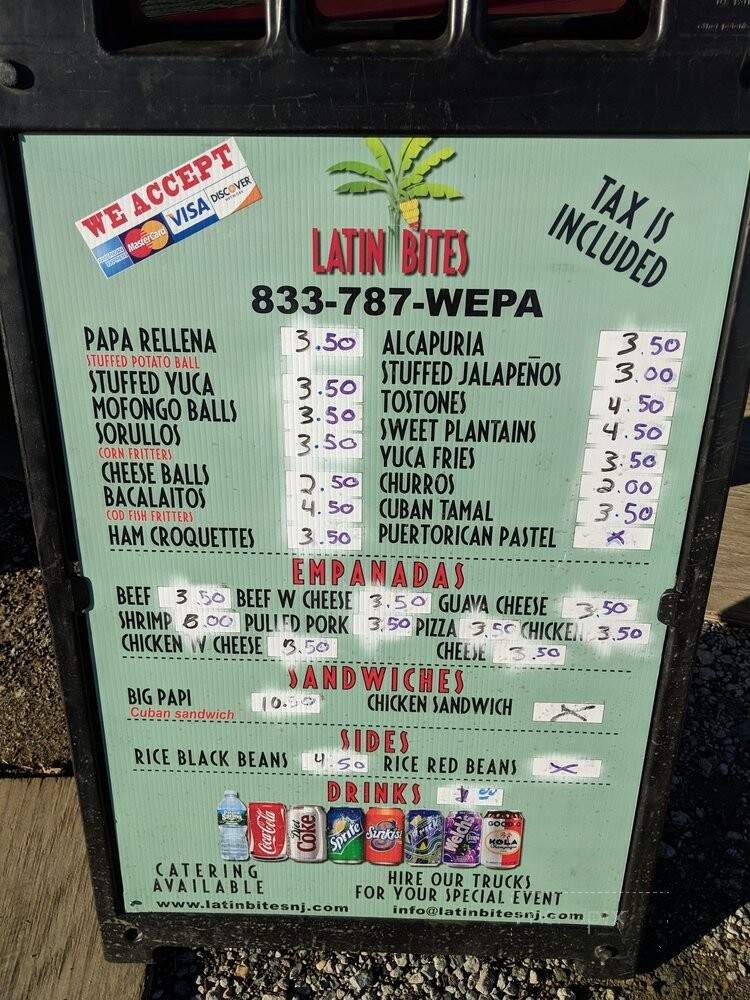 WE ACCEPT
AMERICAN EXPRESS MasterCard VISA DISCOVER
TAX IS
INCLUDED
LATIN BITES
833-787-WEPA
PAPA RELLENA 3.50
STUFFED POTATO BALL
STUFFED YUCA 3.50
MOFONGO BALLS 3.50
SORULLOS 3.50
CORN FRITTERS
CHEESE BALLS 2.50
BACALAITOS 4.50
COD FISH FRITTERS
HAM CROQUETTES 3.50
ALCAPURIA 3.50
STUFFED JALAPEÑOS 3.00
TOSTONES 4.50
SWEET PLANTAINS 4.50
YUCA FRIES 3.50
CHURROS 2.00
CUBAN TAMAL 3.50
PUERTORICAN PASTEL x
EMPANADAS
BEEF 3.50 BEEF W CHEESE 3.50 GUAVA CHEESE 3.50
SHRIMP .00 PULLED PORK 3.50 PIZZA 3.50 CHICKEN 3.50
CHICKEN W CHEESE 3.50 CHEESE 3.50
SANDWICHES
BIG PAPI 10.50 CHICKEN SANDWICH X
Cuban sandwich
SIDES
RICE BLACK BEANS 4.50 RICE RED BEANS X
DRINKS 1.00
Coca-Cola Diet Coke Sprite Sunkist Welch's GOOD O KOLA
CATERING
AVAILABLE
HIRE OUR TRUCKS
FOR YOUR SPECIAL EVENT
www.latinbitesnj.com info@latinbitesnj.com